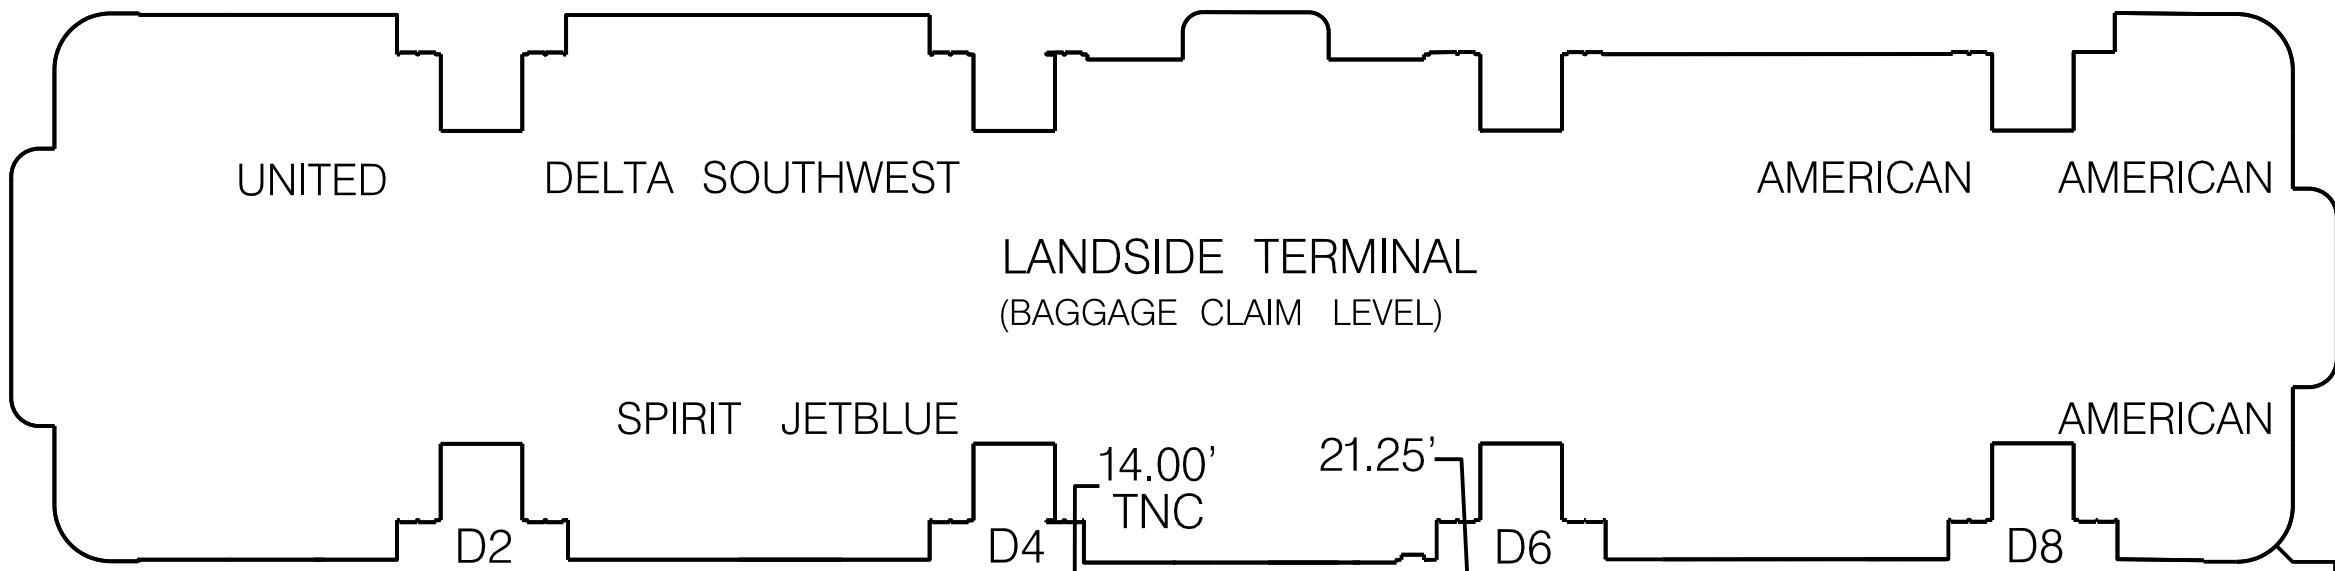 UNITED
DELTA SOUTHWEST
AMERICAN
AMERICAN
LANDSIDE TERMINAL
(BAGGAGE CLAIM LEVEL)
SPIRIT JETBLUE
AMERICAN
14.00’
TNC
21.25’
D2
D4
D6
D8